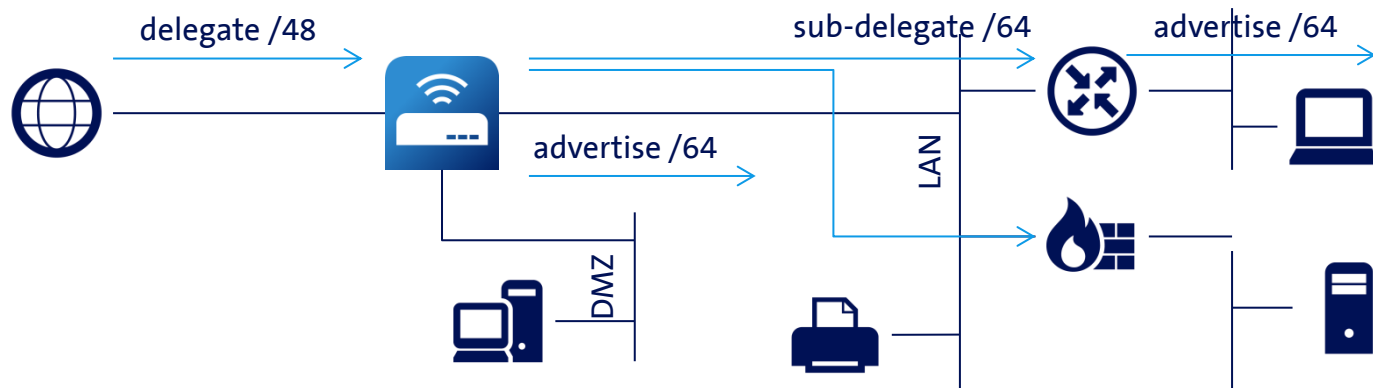 delegate /48
sub-delegate /64
advertise /64
advertise /64
LAN
DMZ